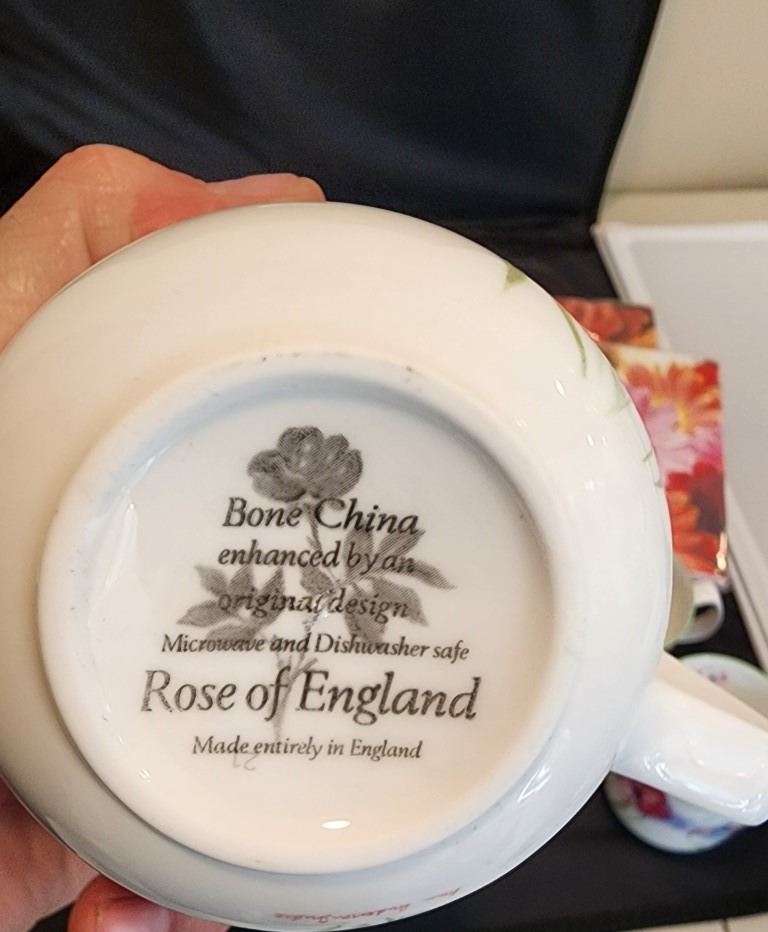 Bone China
enhanced by an
original design
Microwave and Dishwasher safe
Rose of England
Made entirely in England